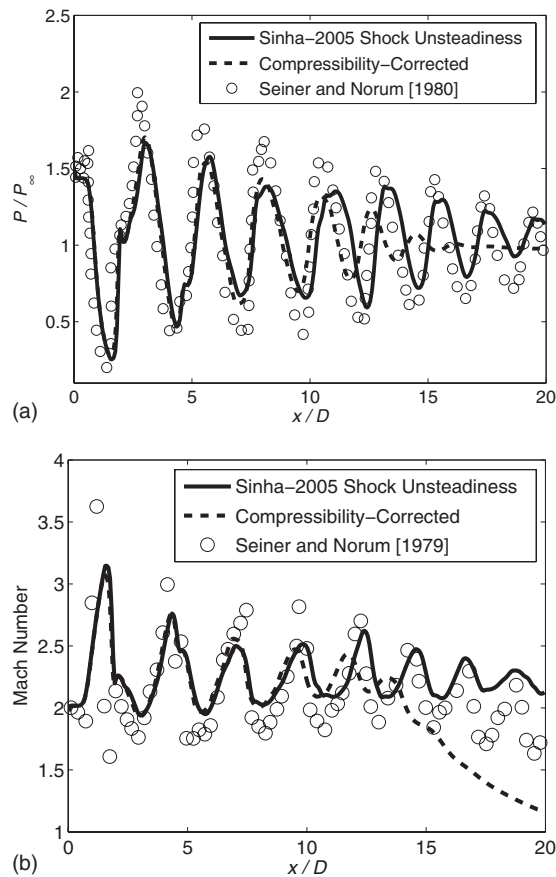 2.5
2
1.5
1
0.5
P / P∞
Sinha−2005 Shock Unsteadiness
Compressibility−Corrected
Seiner and Norum [1980]
0 5 10 15 20
x / D
(a)
4
3.5
3
2.5
2
1.5
1
Mach Number
Sinha−2005 Shock Unsteadiness
Compressibility−Corrected
Seiner and Norum [1979]
0 5 10 15 20
x / D
(b)